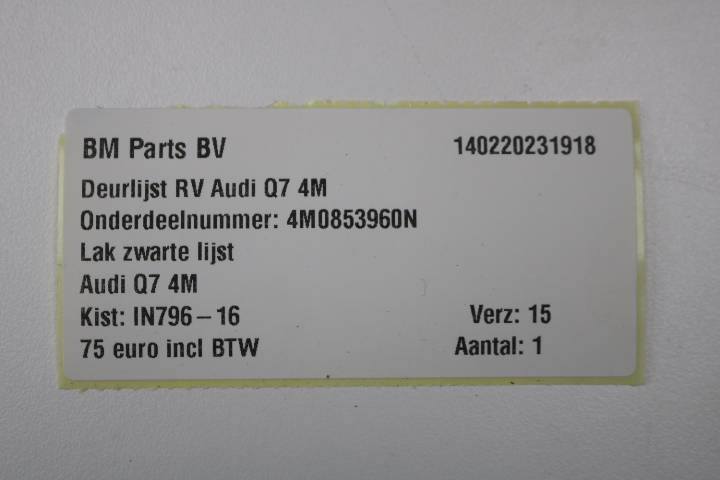 BM Parts BV 140220231918
Deurlijst RV Audi Q7 4M
Onderdeelnummer: 4M0853960N
Lak zwarte lijst
Audi Q7 4M
Kist: IN796-16 Verz: 15
75 euro incl BTW Aantal: 1